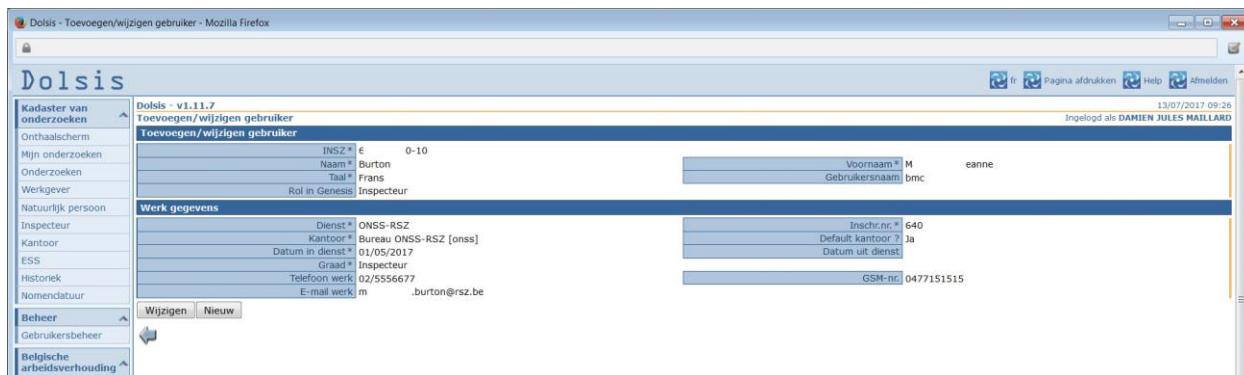 Dolsis - Toevoegen/wijzigen gebruiker - Mozilla Firefox
Dolsis
fr Pagina afdrukken Help Afmelden
Kadaster van onderzoeken
Onthaalscherm
Mijn onderzoeken
Onderzoeken
Werkgever
Natuurlijk persoon
Inspecteur
Kantoor
ESS
Historiek
Nomendatuur
Beheer
Gebruikersbeheer
Belgische arbeidsverhouding
Dolsis - v1.11.7 13/07/2017 09:26
Toevoegen/wijzigen gebruiker Ingelogd als DAMIEN JULES MAILLARD
Toevoegen/wijzigen gebruiker
INSZ * € 0-10
Naam * Burton Voornaam * M eanne
Taal * Frans Gebruikersnaam bmc
Rol in Genesis Inspecteur
Werk gegevens
Dienst * ONSS-RSZ Inschr.nr. * 640
Kantoor * Bureau ONSS-RSZ [onss] Default kantoor ? Ja
Datum in dienst * 01/05/2017 Datum uit dienst
Graad * Inspecteur
Telefoon werk 02/5556677 GSM-nr. 0477151515
E-mail werk m .burton@rsz.be
Wijzigen Nieuw